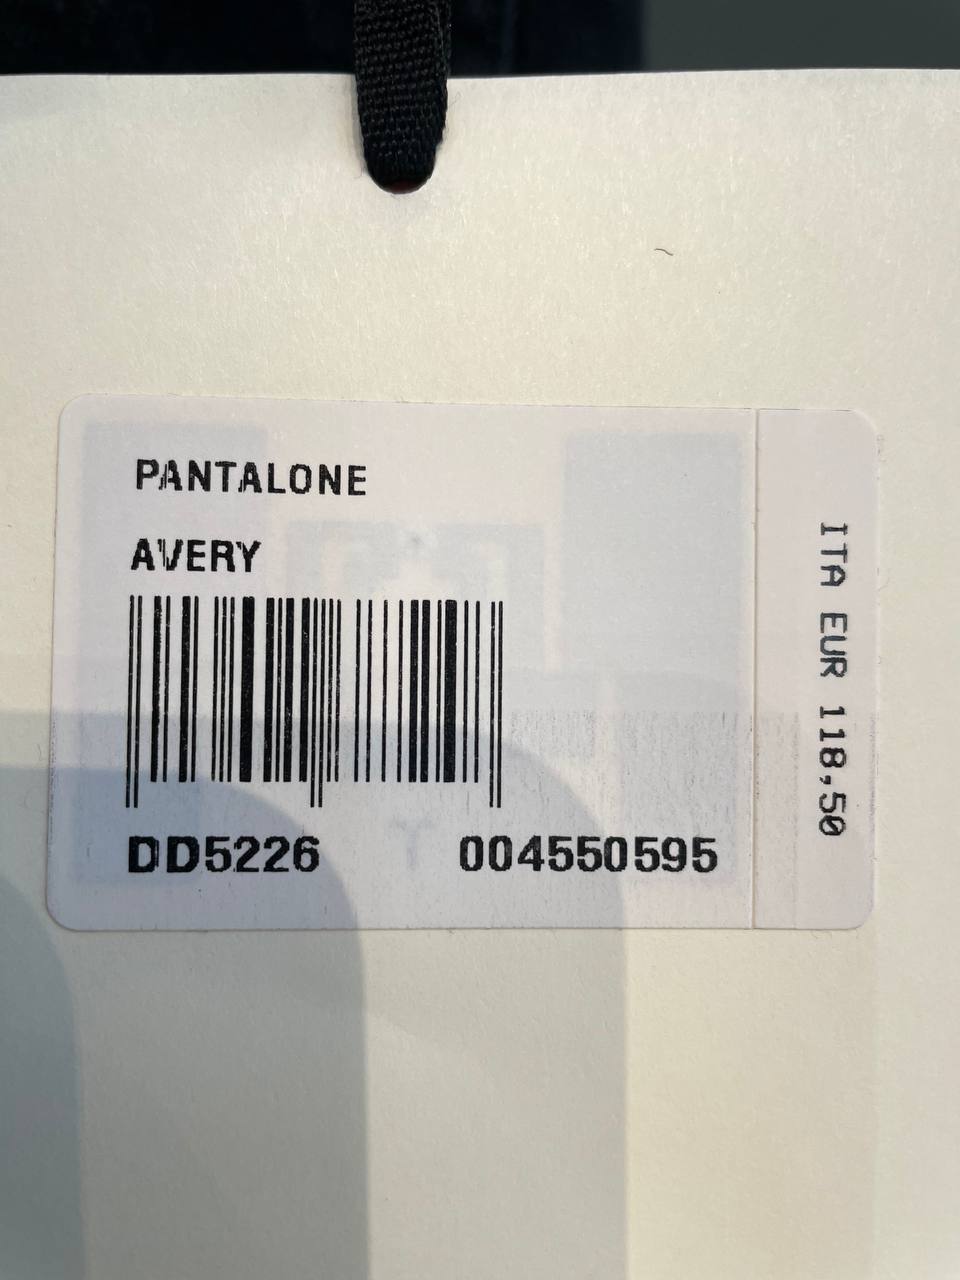 PANTALONE
AVERY
DD5226 004550595
ITA EUR 118,50